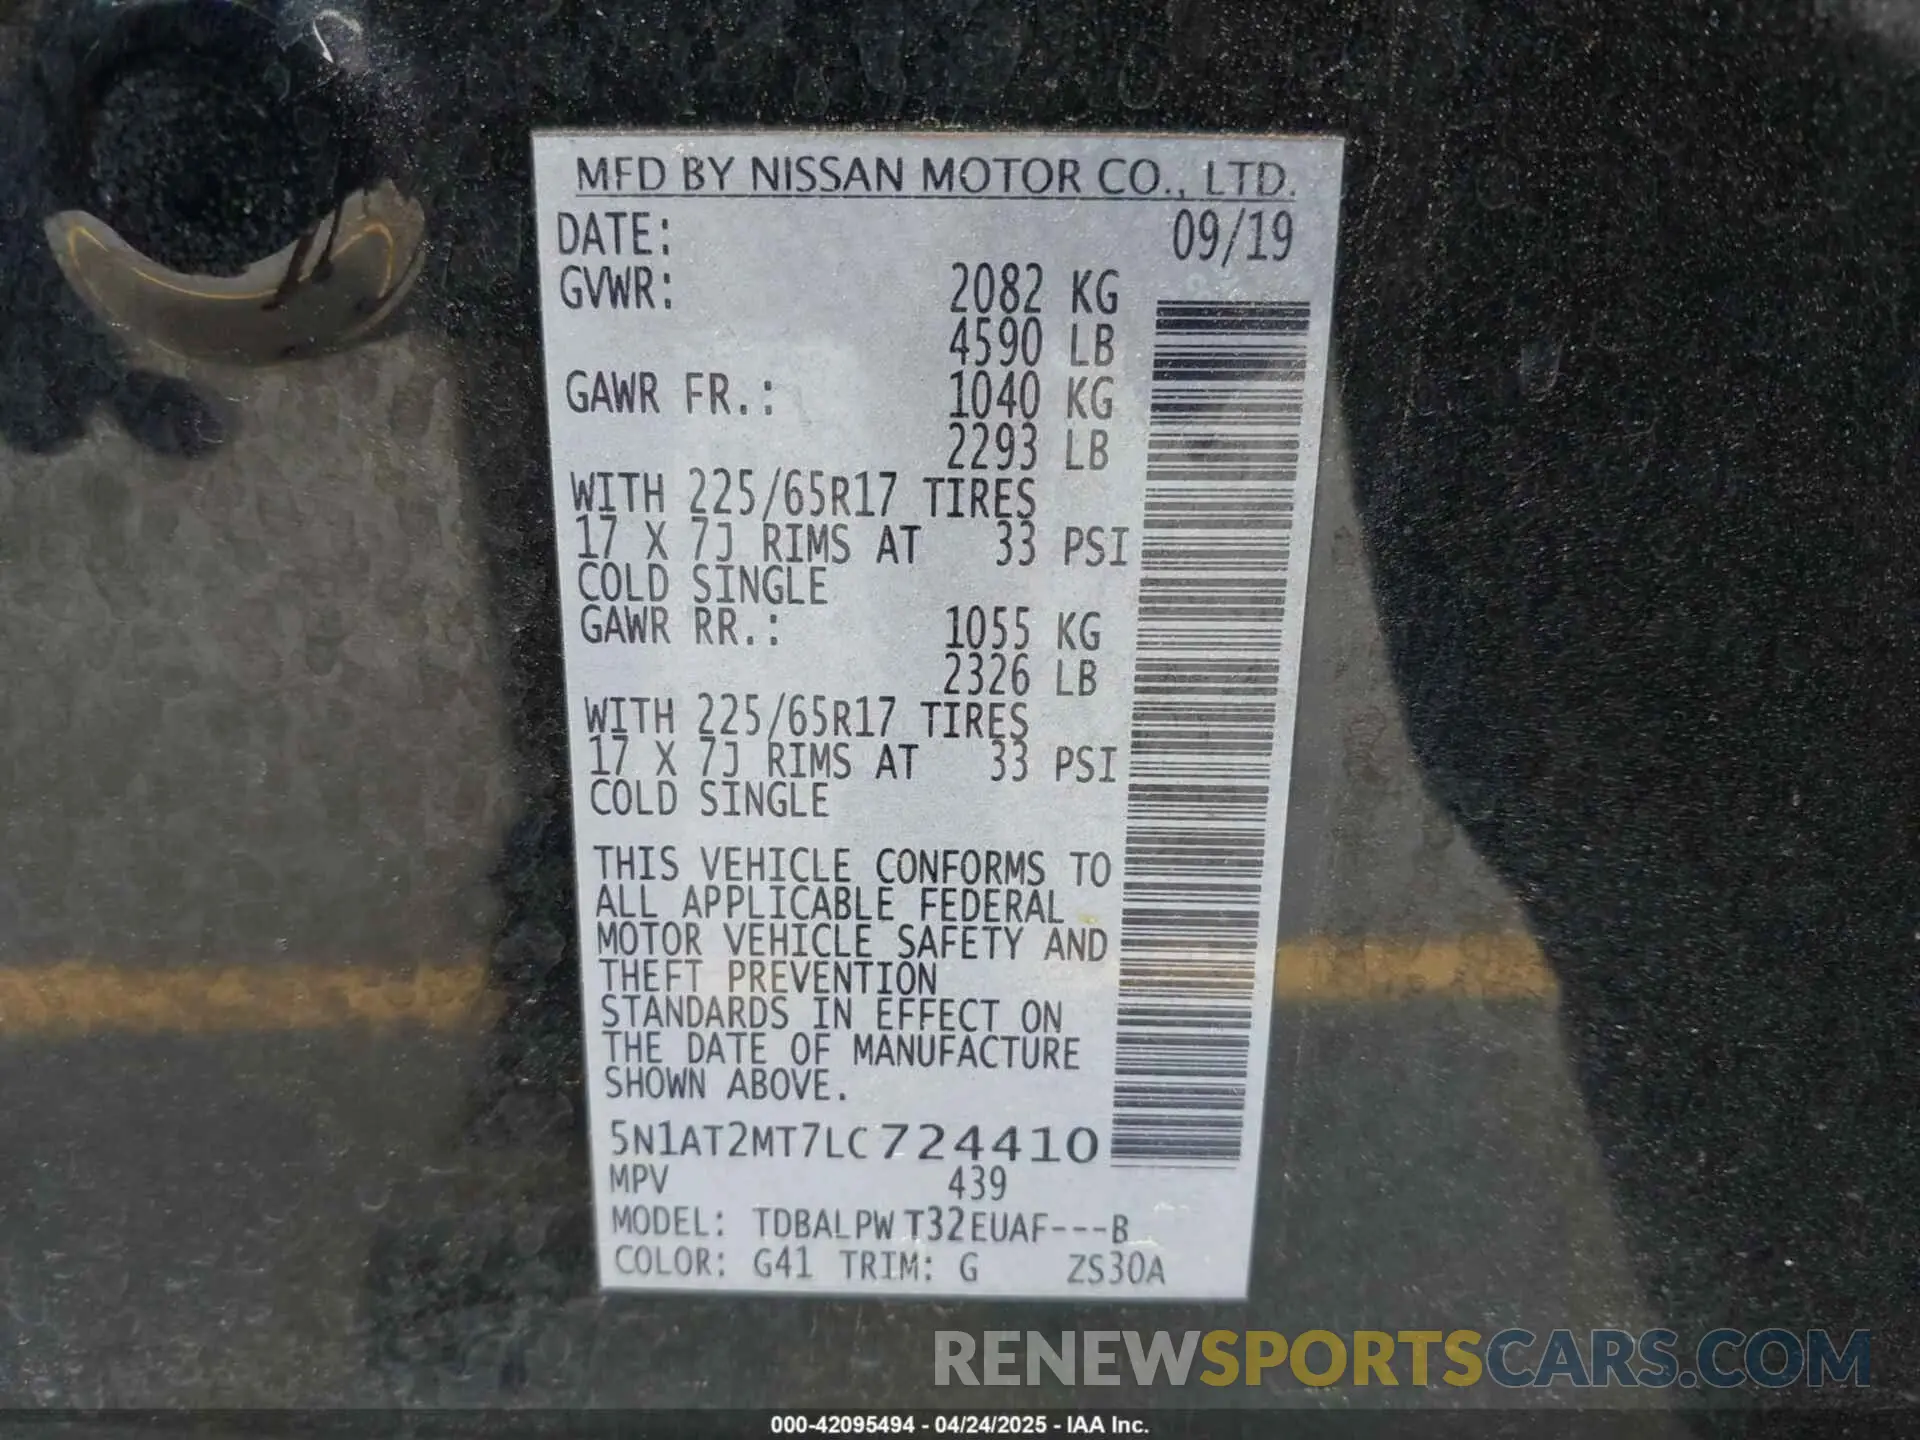 MFD BY NISSAN MOTOR CO., LTD.
DATE: 09/19
GVWR: 2082 KG
4590 LB
GAWR FR.: 1040 KG
2293 LB
WITH 225/65R17 TIRES
17 X 7J RIMS AT 33 PSI
COLD SINGLE
GAWR RR.: 1055 KG
2326 LB
WITH 225/65R17 TIRES
17 X 7J RIMS AT 33 PSI
COLD SINGLE
THIS VEHICLE CONFORMS TO
ALL APPLICABLE FEDERAL
MOTOR VEHICLE SAFETY AND
THEFT PREVENTION
STANDARDS IN EFFECT ON
THE DATE OF MANUFACTURE
SHOWN ABOVE.
5N1AT2MT7LC724410
MPV 439
MODEL: TDBALPW T32EUAF---B
COLOR: G41 TRIM: G ZS30A
RENEWSPORTSCARS.COM
000-42095494 - 04/24/2025 - IAA Inc.